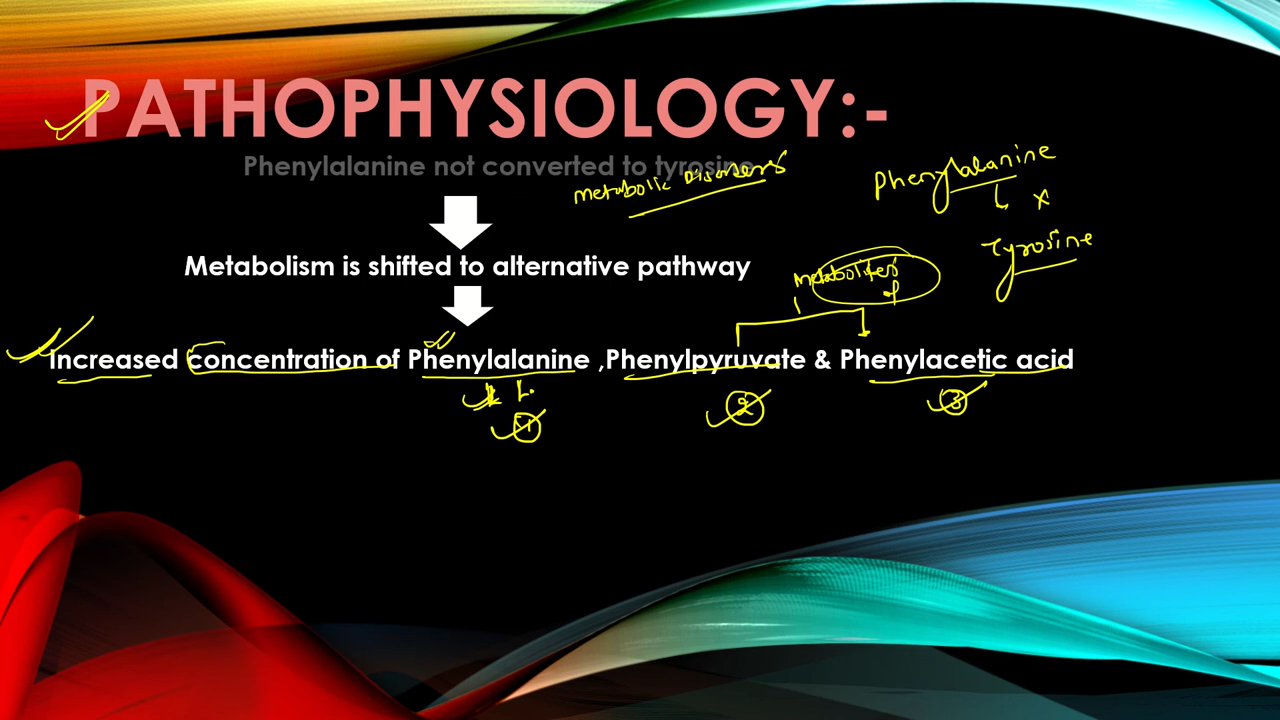 PATHOPHYSIOLOGY:-
Phenylalanine not converted to tyrosine
Metabolic Disorders
Phenylalanine
x
Tyrosine
Metabolism is shifted to alternative pathway
metabolites
of
Increased concentration of Phenylalanine ,Phenylpyruvate & Phenylacetic acid
1
2
3